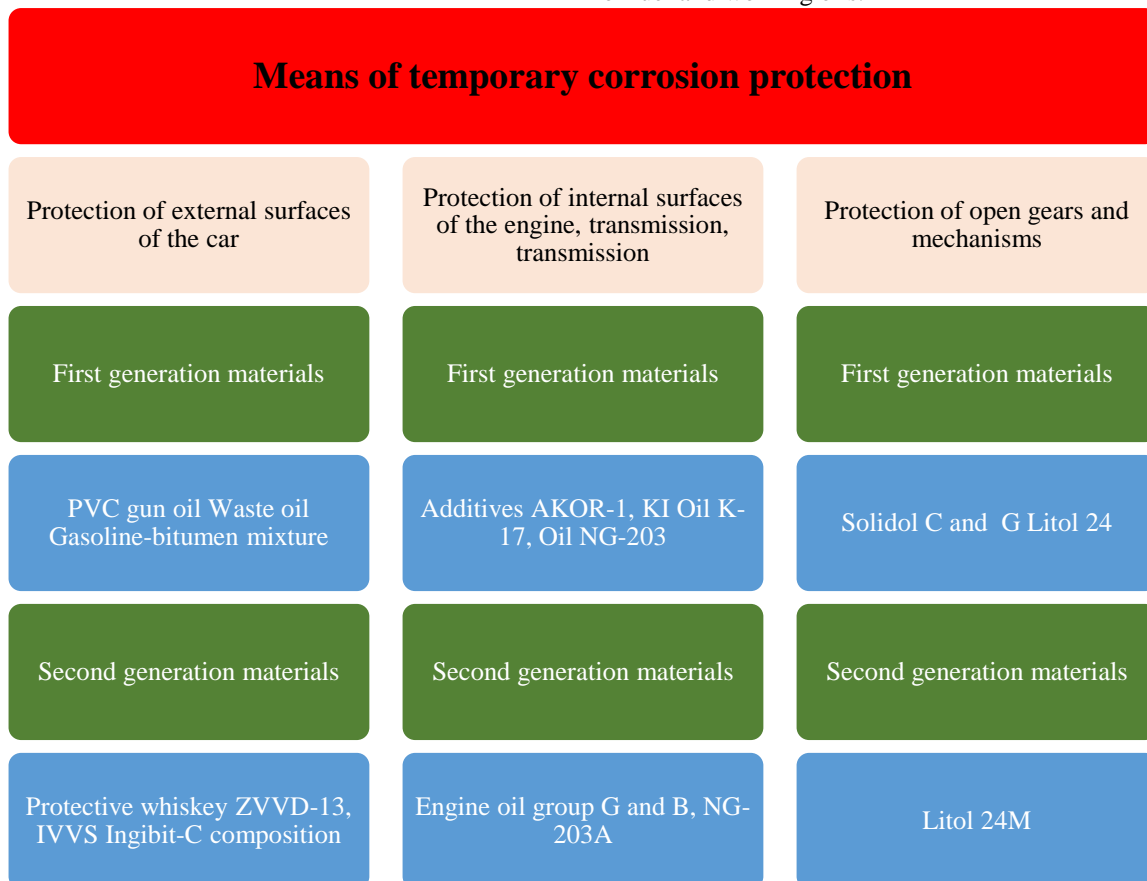 Means of temporary corrosion protection
Protection of external surfaces
of the car
Protection of internal surfaces
of the engine, transmission,
transmission
Protection of open gears and
mechanisms
First generation materials
First generation materials
First generation materials
PVC gun oil Waste oil
Gasoline-bitumen mixture
Additives AKOR-1, KI Oil K-
17, Oil NG-203
Solidol C and G Litol 24
Second generation materials
Second generation materials
Second generation materials
Protective whiskey ZVVD-13,
IVVS Ingibit-C composition
Engine oil group G and B, NG-
203A
Litol 24M